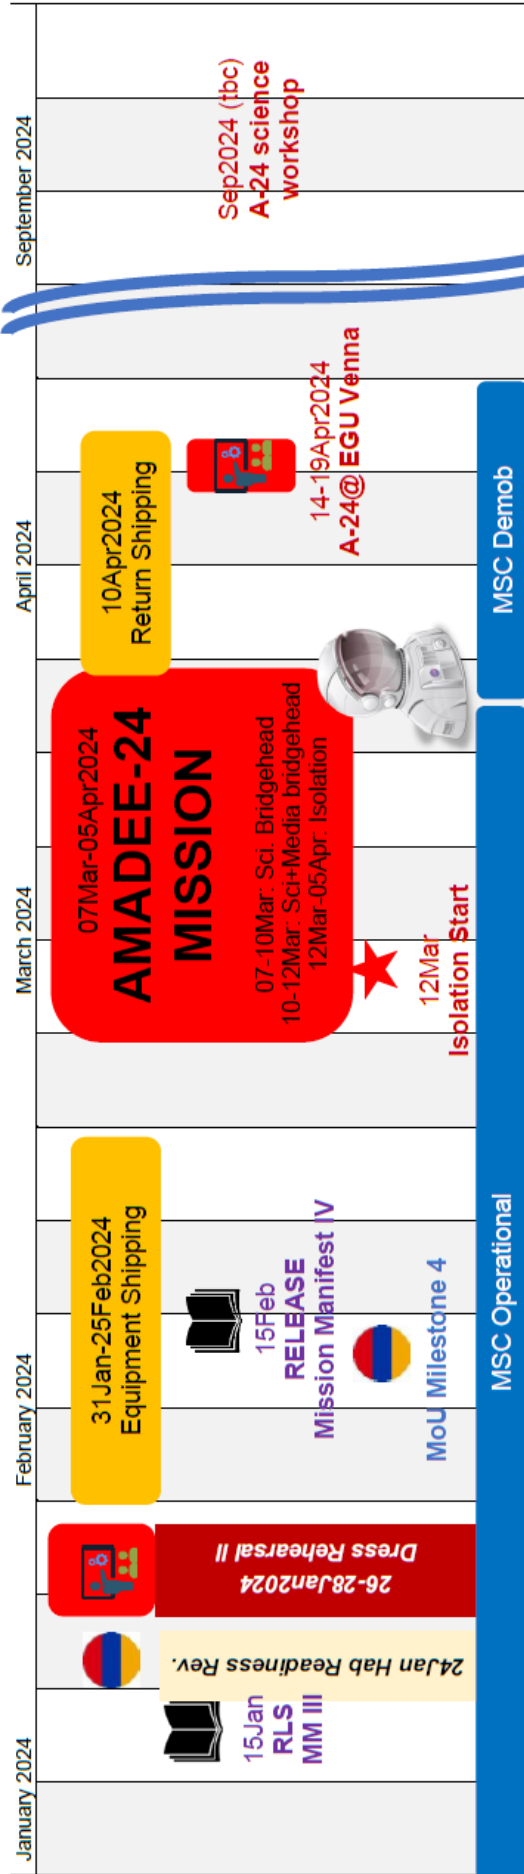 January 2024
February 2024
March 2024
April 2024
September 2024
15Jan
RLS
MM III
24Jan Hab Readiness Rev.
26-28Jan2024
Dress Rehearsal II
31Jan-25Feb2024
Equipment Shipping
15Feb
RELEASE
Mission Manifest IV
MoU Milestone 4
07Mar-05Apr2024
AMADEE-24
MISSION
07-10Mar: Sci. Bridgehead
10-12Mar: Sci+Media bridgehead
12Mar-05Apr: Isolation
12Mar
Isolation Start
10Apr2024
Return Shipping
14-19Apr2024
A-24@ EGU Venna
Sep2024 (tbc)
A-24 science
workshop
MSC Operational
MSC Demob